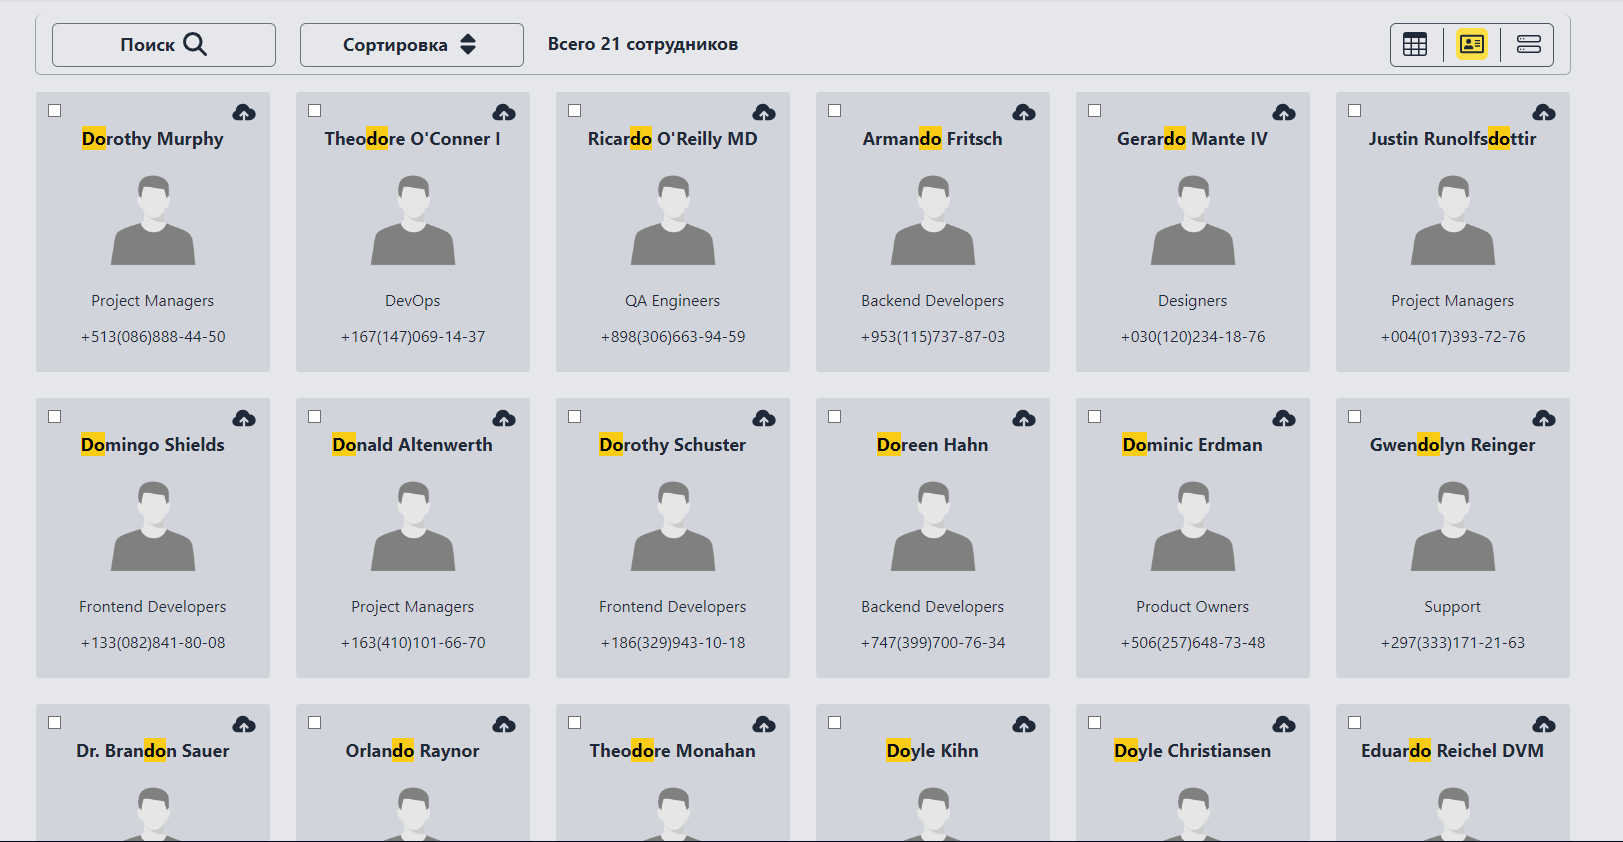 Поиск
Сортировка
Всего 21 сотрудников
Dorothy Murphy
Theodore O'Conner I
Ricardo O'Reilly MD
Armando Fritsch
Gerardo Mante IV
Justin Runolfsdottir
Project Managers
DevOps
QA Engineers
Backend Developers
Designers
Project Managers
+513(086)888-44-50
+167(147)069-14-37
+898(306)663-94-59
+953(115)737-87-03
+030(120)234-18-76
+004(017)393-72-76
Domingo Shields
Donald Altenwerth
Dorothy Schuster
Doreen Hahn
Dominic Erdman
Gwendolyn Reinger
Frontend Developers
Project Managers
Frontend Developers
Backend Developers
Product Owners
Support
+133(082)841-80-08
+163(410)101-66-70
+186(329)943-10-18
+747(399)700-76-34
+506(257)648-73-48
+297(333)171-21-63
Dr. Brandon Sauer
Orlando Raynor
Theodore Monahan
Doyle Kihn
Doyle Christiansen
Eduardo Reichel DVM